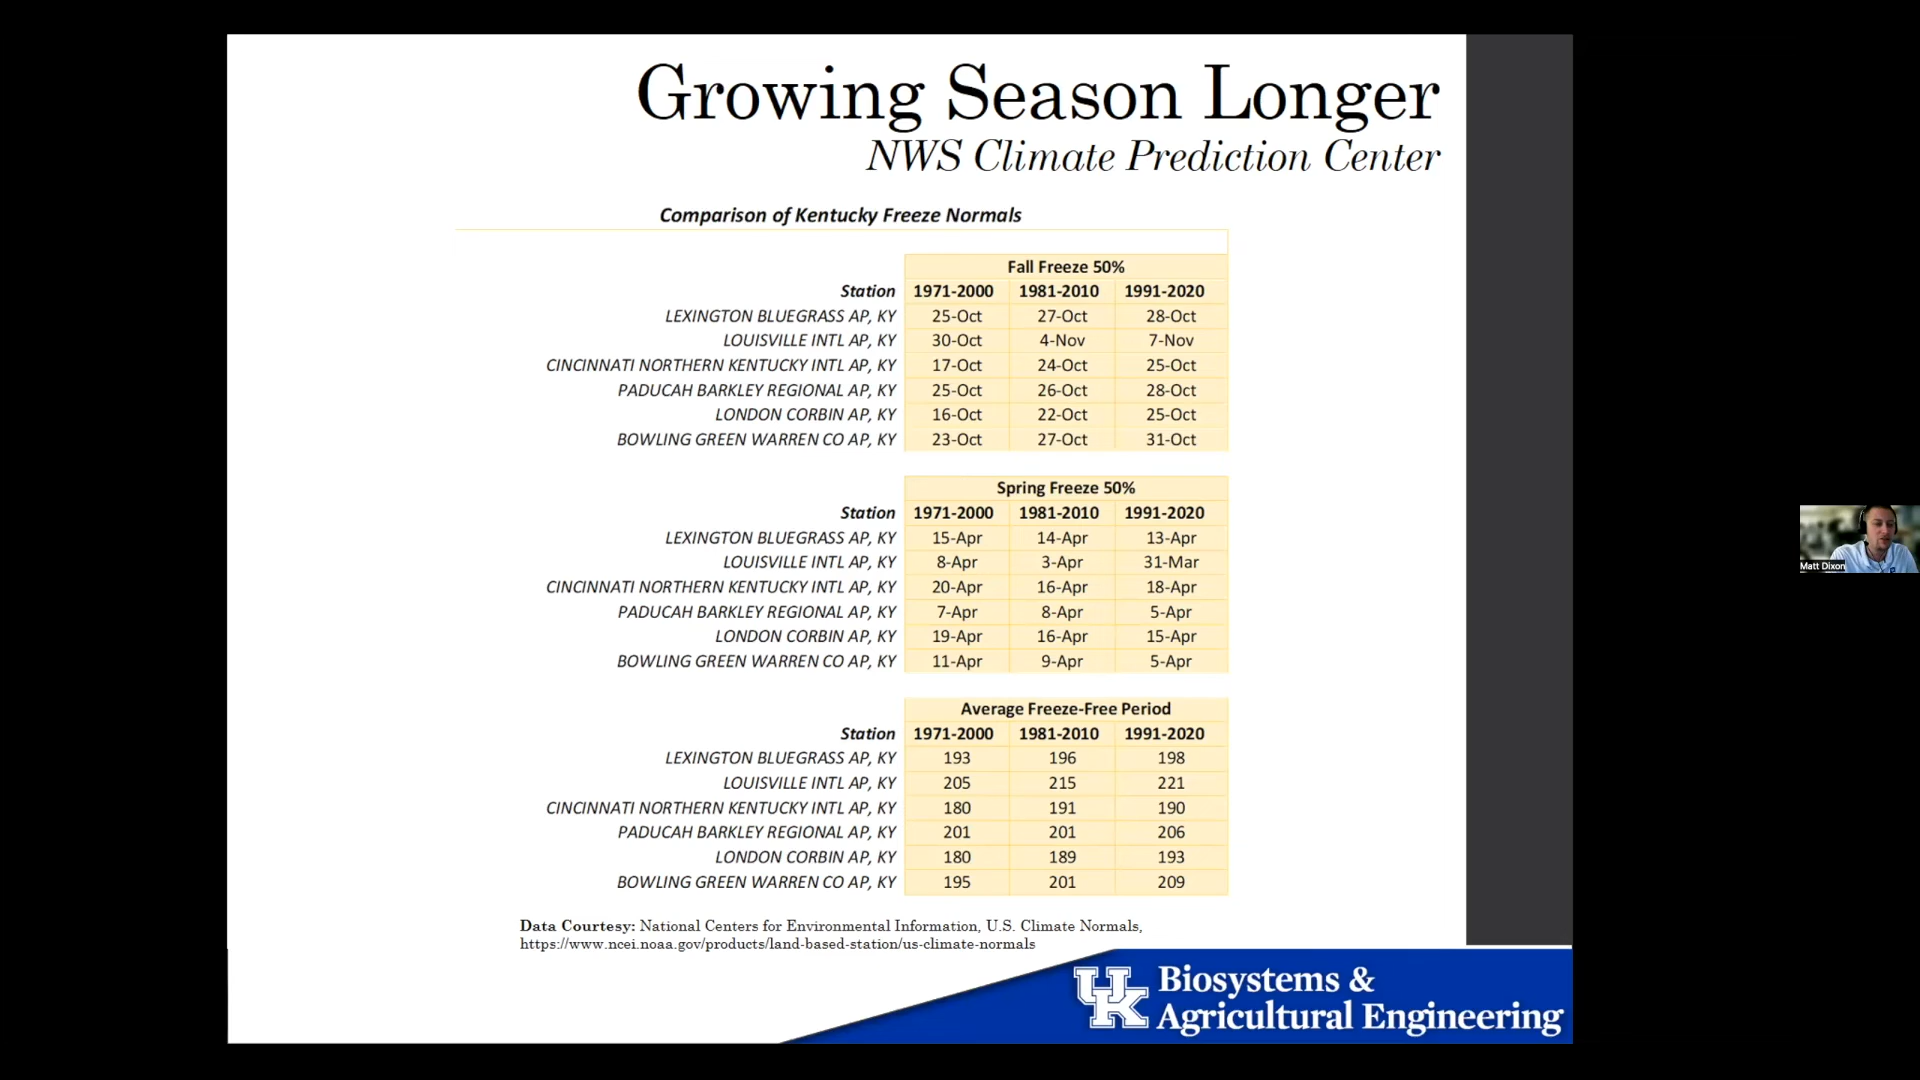 Growing Season Longer
NWS Climate Prediction Center
Comparison of Kentucky Freeze Normals
Fall Freeze 50%
Station 1971-2000 1981-2010 1991-2020
LEXINGTON BLUEGRASS AP, KY 25-Oct 27-Oct 28-Oct
LOUISVILLE INTL AP, KY 30-Oct 4-Nov 7-Nov
CINCINNATI NORTHERN KENTUCKY INTL AP, KY 17-Oct 24-Oct 25-Oct
PADUCAH BARKLEY REGIONAL AP, KY 25-Oct 26-Oct 28-Oct
LONDON CORBIN AP, KY 16-Oct 22-Oct 25-Oct
BOWLING GREEN WARREN CO AP, KY 23-Oct 27-Oct 31-Oct
Spring Freeze 50%
Station 1971-2000 1981-2010 1991-2020
LEXINGTON BLUEGRASS AP, KY 15-Apr 14-Apr 13-Apr
LOUISVILLE INTL AP, KY 8-Apr 3-Apr 31-Mar
CINCINNATI NORTHERN KENTUCKY INTL AP, KY 20-Apr 16-Apr 18-Apr
PADUCAH BARKLEY REGIONAL AP, KY 7-Apr 8-Apr 5-Apr
LONDON CORBIN AP, KY 19-Apr 16-Apr 15-Apr
BOWLING GREEN WARREN CO AP, KY 11-Apr 9-Apr 5-Apr
Average Freeze-Free Period
Station 1971-2000 1981-2010 1991-2020
LEXINGTON BLUEGRASS AP, KY 193 196 198
LOUISVILLE INTL AP, KY 205 215 221
CINCINNATI NORTHERN KENTUCKY INTL AP, KY 180 191 190
PADUCAH BARKLEY REGIONAL AP, KY 201 201 206
LONDON CORBIN AP, KY 180 189 193
BOWLING GREEN WARREN CO AP, KY 195 201 209
Data Courtesy: National Centers for Environmental Information, U.S. Climate Normals,
https://www.ncei.noaa.gov/products/land-based-station/us-climate-normals
UK Biosystems &
Agricultural Engineering
Matt Dixon